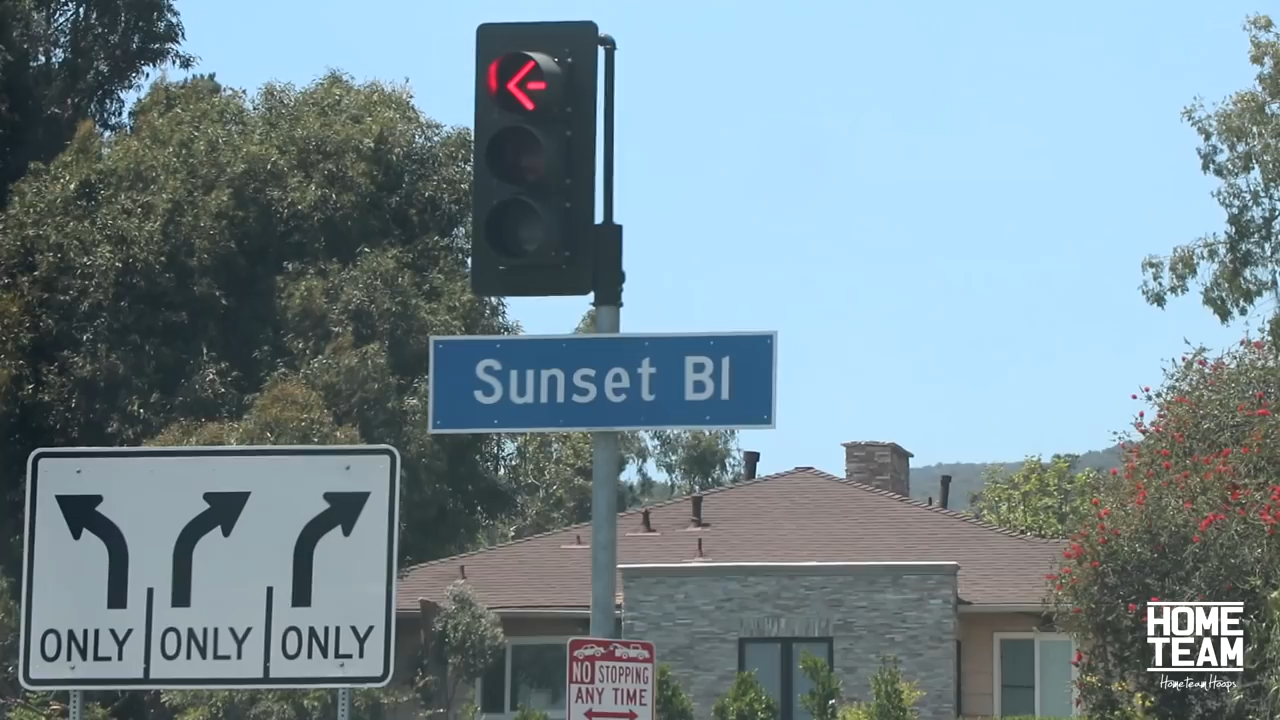 Sunset Bl
ONLY ONLY ONLY
NO STOPPING
ANY TIME
HOME
TEAM
HomeTeamHoops